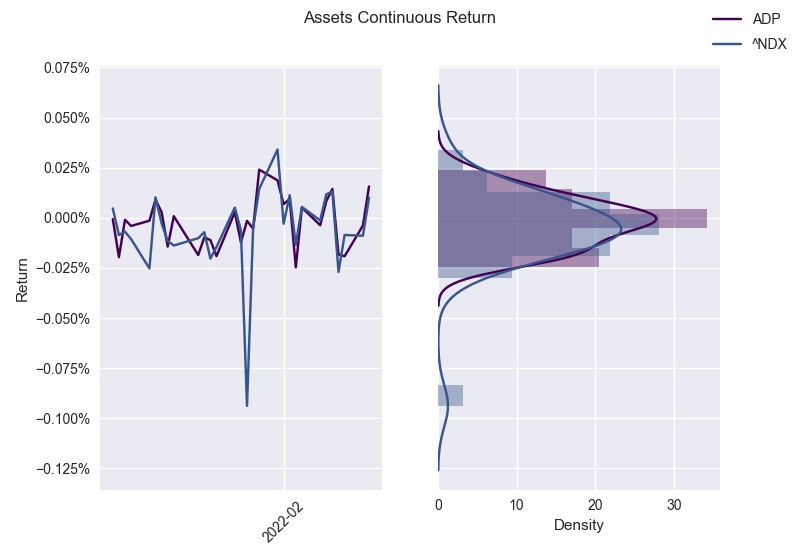 Assets Continuous Return
ADP
^NDX
0.075%
0.050%
0.025%
0.000%
−0.025%
−0.050%
−0.075%
−0.100%
−0.125%
Return
2022-02
0 10 20 30
Density